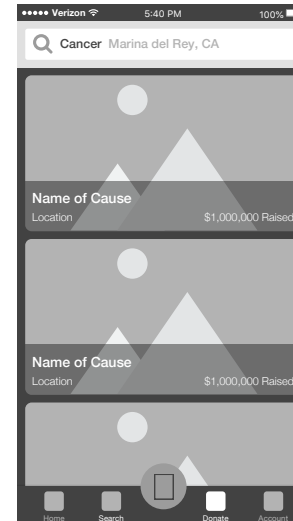 Verizon 5:40 PM 100%
Cancer Marina del Rey, CA
Name of Cause
Location $1,000,000 Raised
Name of Cause
Location $1,000,000 Raised
Home Search Donate Account